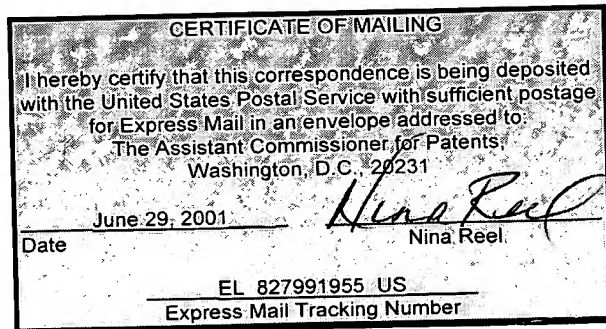 CERTIFICATE OF MAILING
I hereby certify that this correspondence is being deposited
with the United States Postal Service with sufficient postage
for Express Mail in an envelope addressed to:
The Assistant Commissioner for Patents,
Washington, D.C., 20231
June 29, 2001 Nina Reel
Date Nina Reel
EL 827991955 US
Express Mail Tracking Number